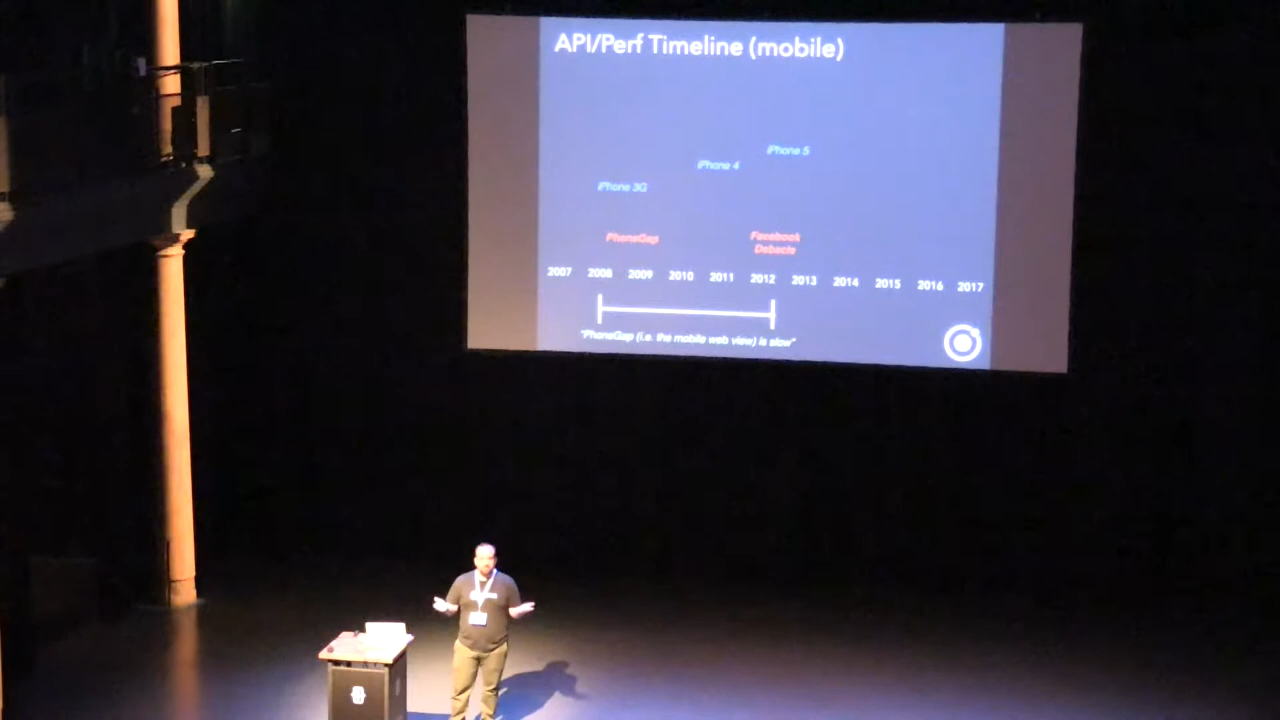 API/Perf Timeline (mobile)
iPhone 5
iPhone 4
iPhone 3G
PhoneGap
Facebook
Debacle
2007 2008 2009 2010 2011 2012 2013 2014 2015 2016 2017
"PhoneGap (i.e. the mobile web view) is slow"